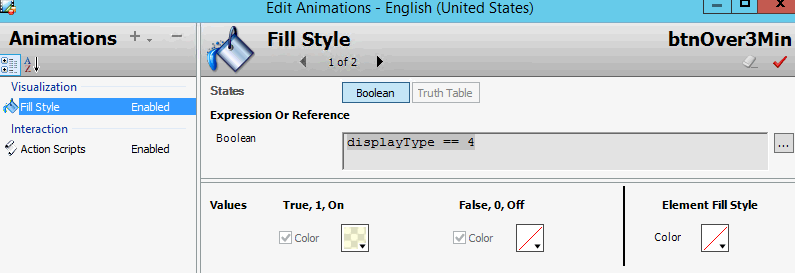 Edit Animations - English (United States)
Animations
Fill Style
btnOver3Min
1 of 2
A
Z
Visualization
Fill Style Enabled
Interaction
Action Scripts Enabled
States Boolean Truth Table
Expression Or Reference
Boolean displayType == 4
...
Values True, 1, On False, 0, Off Element Fill Style
Color Color Color